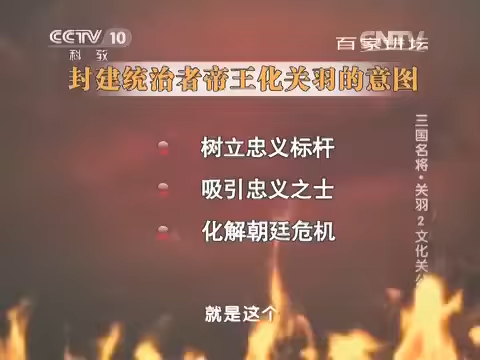 CCTV 10
科教
百家讲坛
CNTV
封建统治者帝王化关羽的意图
树立忠义标杆
吸引忠义之士
化解朝廷危机
三国名将·关羽2文化关公
就是这个